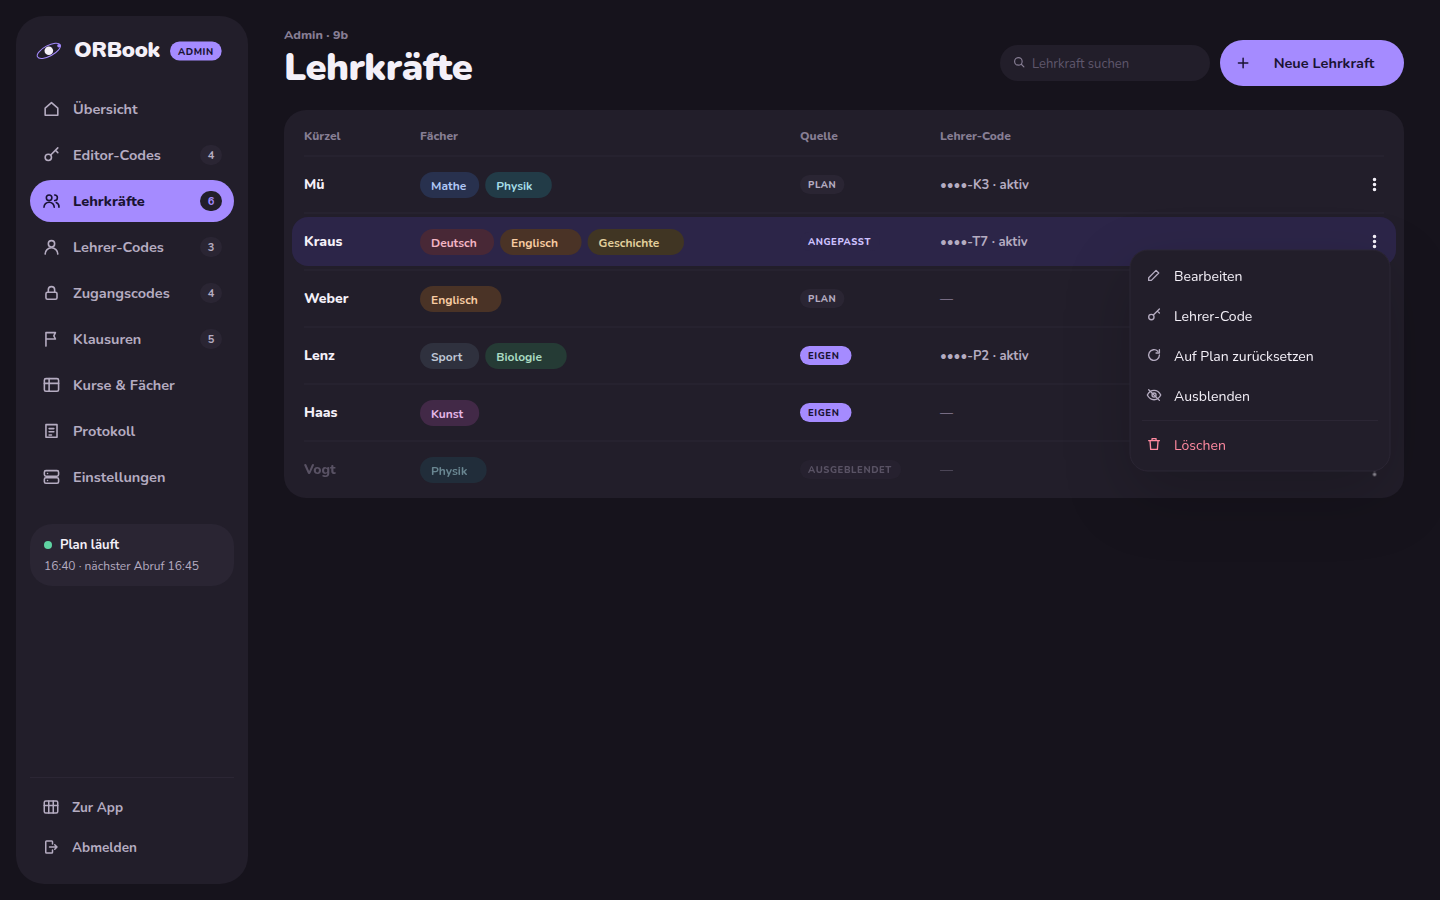 ORBook ADMIN
Übersicht
Editor-Codes 4
Lehrkräfte 6
Lehrer-Codes 3
Zugangscodes 4
Klausuren 5
Kurse & Fächer
Protokoll
Einstellungen
Plan läuft
16:40 · nächster Abruf 16:45
Zur App
Abmelden
Admin · 9b
Lehrkräfte
Lehrkraft suchen
+ Neue Lehrkraft
Kürzel Fächer Quelle Lehrer-Code
Mü Mathe Physik PLAN ••••-K3 · aktiv
Kraus Deutsch Englisch Geschichte ANGEPASST ••••-T7 · aktiv
Weber Englisch PLAN —
Lenz Sport Biologie EIGEN ••••-P2 · aktiv
Haas Kunst EIGEN —
Vogt Physik AUSGEBLENDET —
Bearbeiten
Lehrer-Code
Auf Plan zurücksetzen
Ausblenden
Löschen